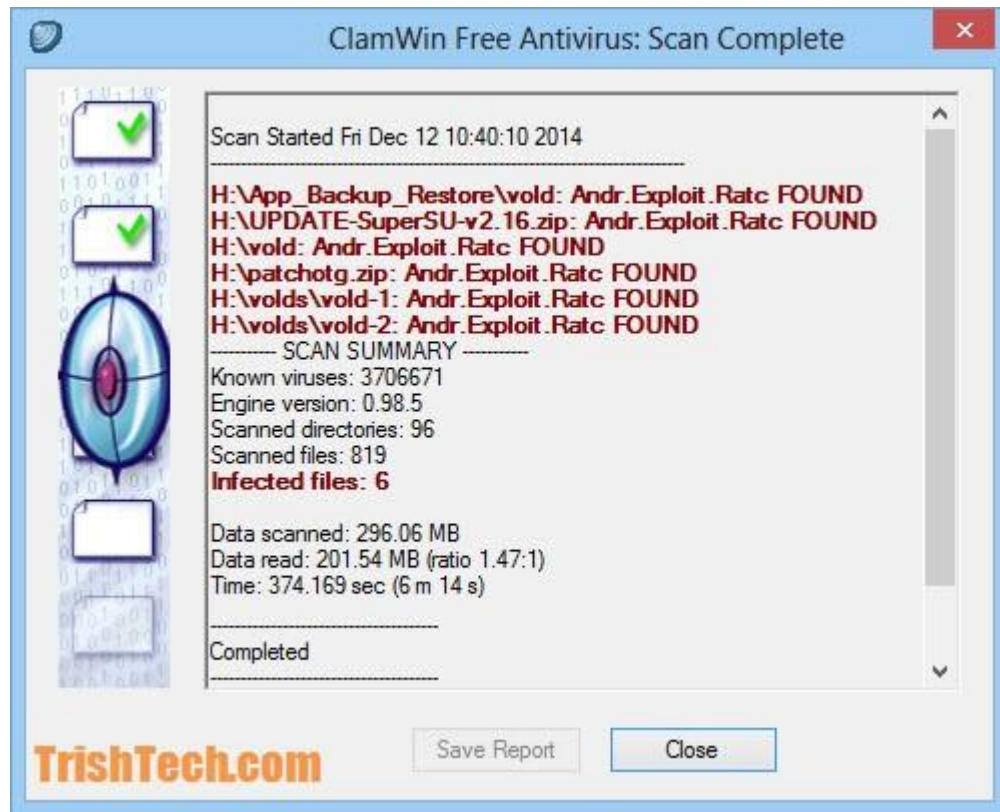 ClamWin Free Antivirus: Scan Complete
Scan Started Fri Dec 12 10:40:10 2014
--------------------------------------------------------------------------------
H:\App_Backup_Restore\vold: Andr.Exploit.Ratc FOUND
H:\UPDATE-SuperSU-v2.16.zip: Andr.Exploit.Ratc FOUND
H:\vold: Andr.Exploit.Ratc FOUND
H:\patchotg.zip: Andr.Exploit.Ratc FOUND
H:\volds\vold-1: Andr.Exploit.Ratc FOUND
H:\volds\vold-2: Andr.Exploit.Ratc FOUND
----------- SCAN SUMMARY -----------
Known viruses: 3706671
Engine version: 0.98.5
Scanned directories: 96
Scanned files: 819
Infected files: 6
Data scanned: 296.06 MB
Data read: 201.54 MB (ratio 1.47:1)
Time: 374.169 sec (6 m 14 s)
--------------------------------------
Completed
--------------------------------------
Save Report
Close
TrishTech.com